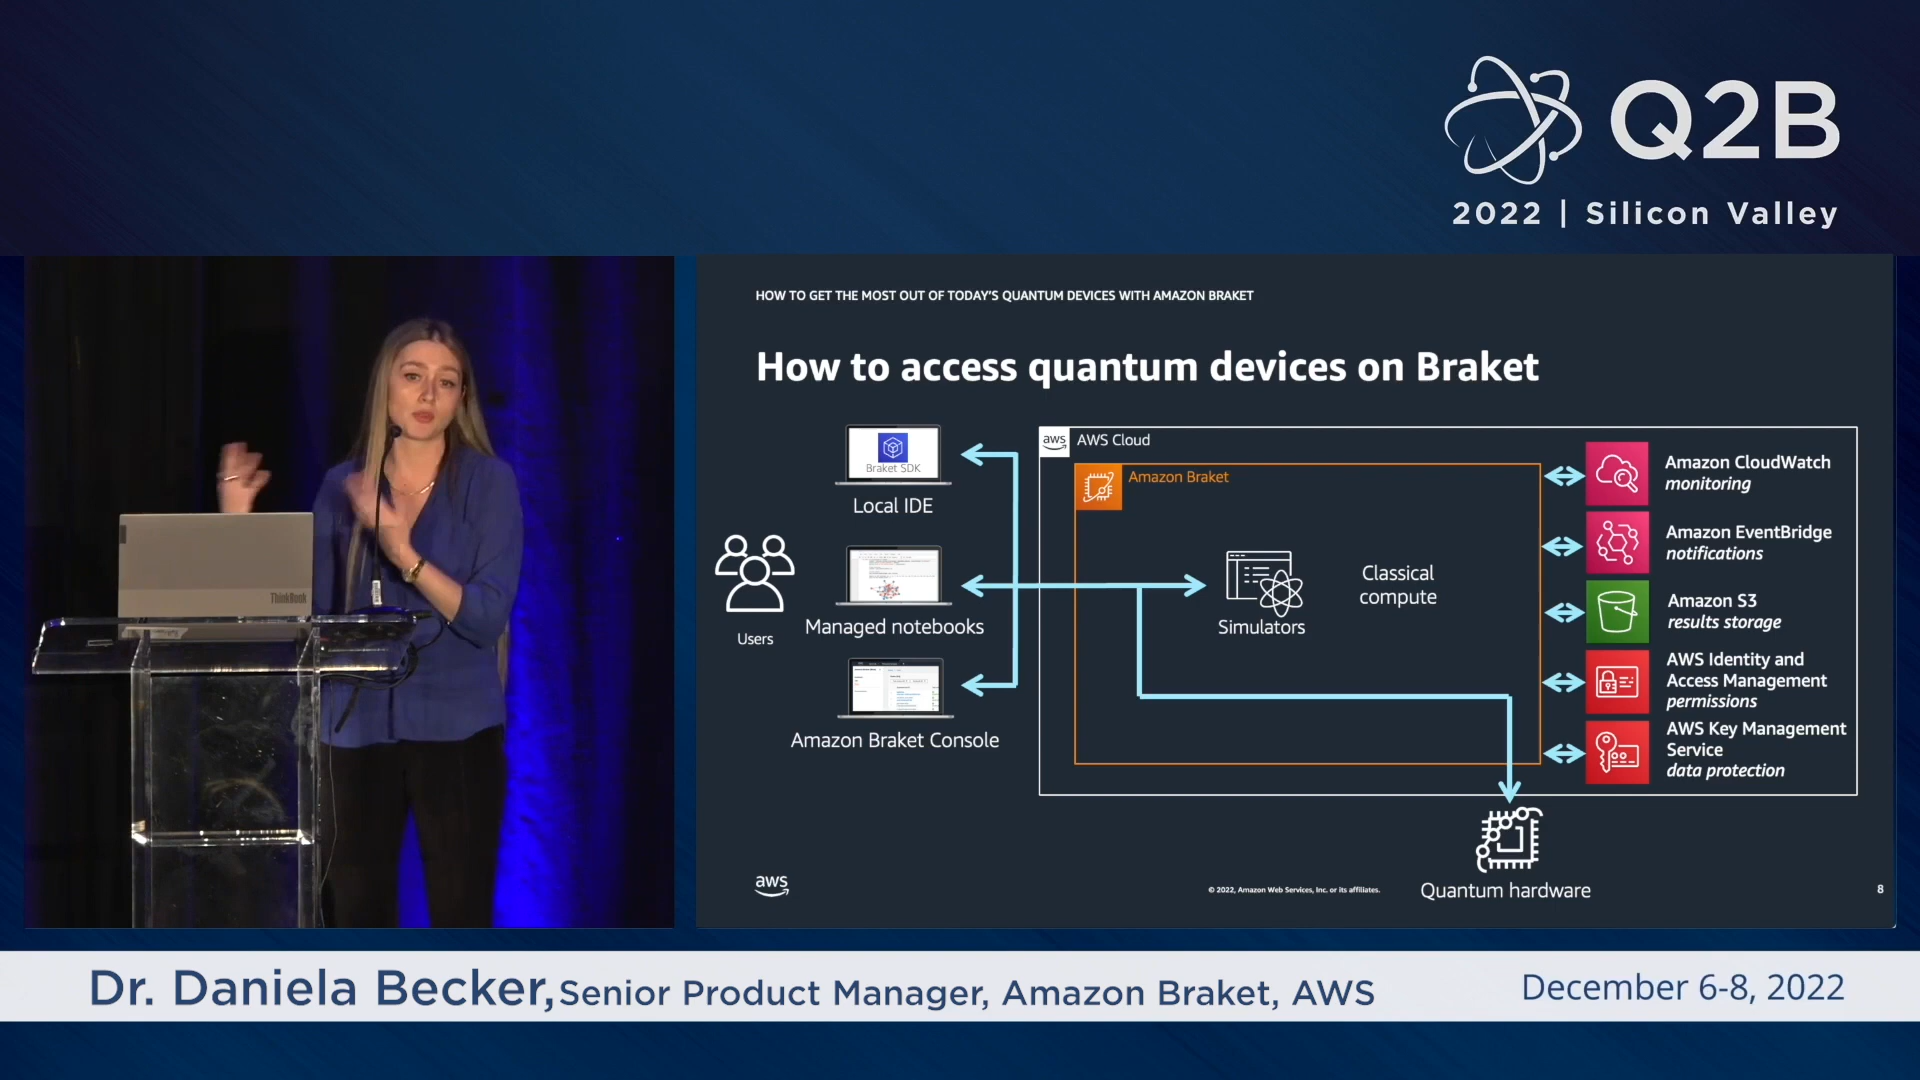 Q2B
2022 | Silicon Valley
HOW TO GET THE MOST OUT OF TODAY'S QUANTUM DEVICES WITH AMAZON BRAKET
How to access quantum devices on Braket
Braket SDK
Local IDE
Users
Managed notebooks
Amazon Braket Console
aws
AWS Cloud
Amazon Braket
Simulators
Classical
compute
Amazon CloudWatch
monitoring
Amazon EventBridge
notifications
Amazon S3
results storage
AWS Identity and
Access Management
permissions
AWS Key Management
Service
data protection
Quantum hardware
aws
© 2022, Amazon Web Services, Inc. or its affiliates.
8
ThinkBook
Dr. Daniela Becker, Senior Product Manager, Amazon Braket, AWS
December 6-8, 2022